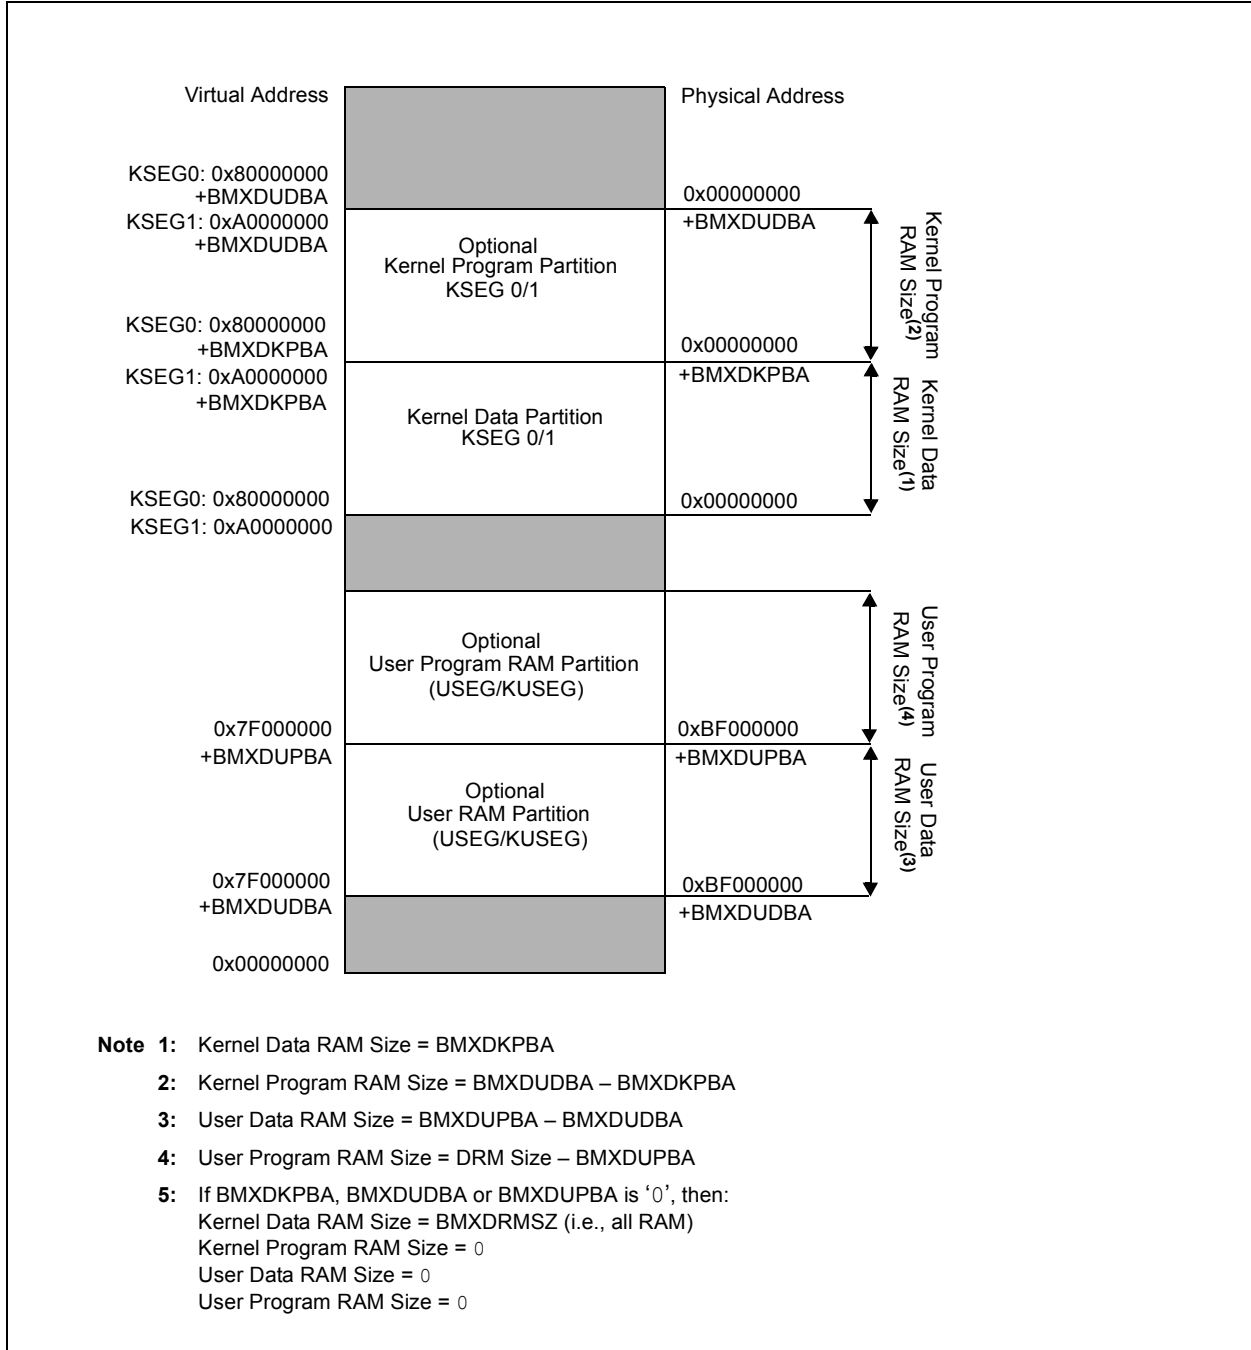 Virtual Address
Physical Address
KSEG0: 0x80000000
+BMXDUDBA
KSEG1: 0xA0000000
+BMXDUDBA
0x00000000
+BMXDUDBA
Optional
Kernel Program Partition
KSEG 0/1
Kernel Program
RAM Size(2)
KSEG0: 0x80000000
+BMXDKPBA
KSEG1: 0xA0000000
+BMXDKPBA
0x00000000
+BMXDKPBA
Kernel Data Partition
KSEG 0/1
Kernel Data
RAM Size(1)
KSEG0: 0x80000000
KSEG1: 0xA0000000
0x00000000
Optional
User Program RAM Partition
(USEG/KUSEG)
User Program
RAM Size(4)
0x7F000000
+BMXDUPBA
0xBF000000
+BMXDUPBA
Optional
User RAM Partition
(USEG/KUSEG)
User Data
RAM Size(3)
0x7F000000
+BMXDUDBA
0xBF000000
+BMXDUDBA
0x00000000
Note 1: Kernel Data RAM Size = BMXDKPBA
2: Kernel Program RAM Size = BMXDUDBA – BMXDKPBA
3: User Data RAM Size = BMXDUPBA – BMXDUDBA
4: User Program RAM Size = DRM Size – BMXDUPBA
5: If BMXDKPBA, BMXDUDBA or BMXDUPBA is ‘0’, then:
Kernel Data RAM Size = BMXDRMSZ (i.e., all RAM)
Kernel Program RAM Size = 0
User Data RAM Size = 0
User Program RAM Size = 0